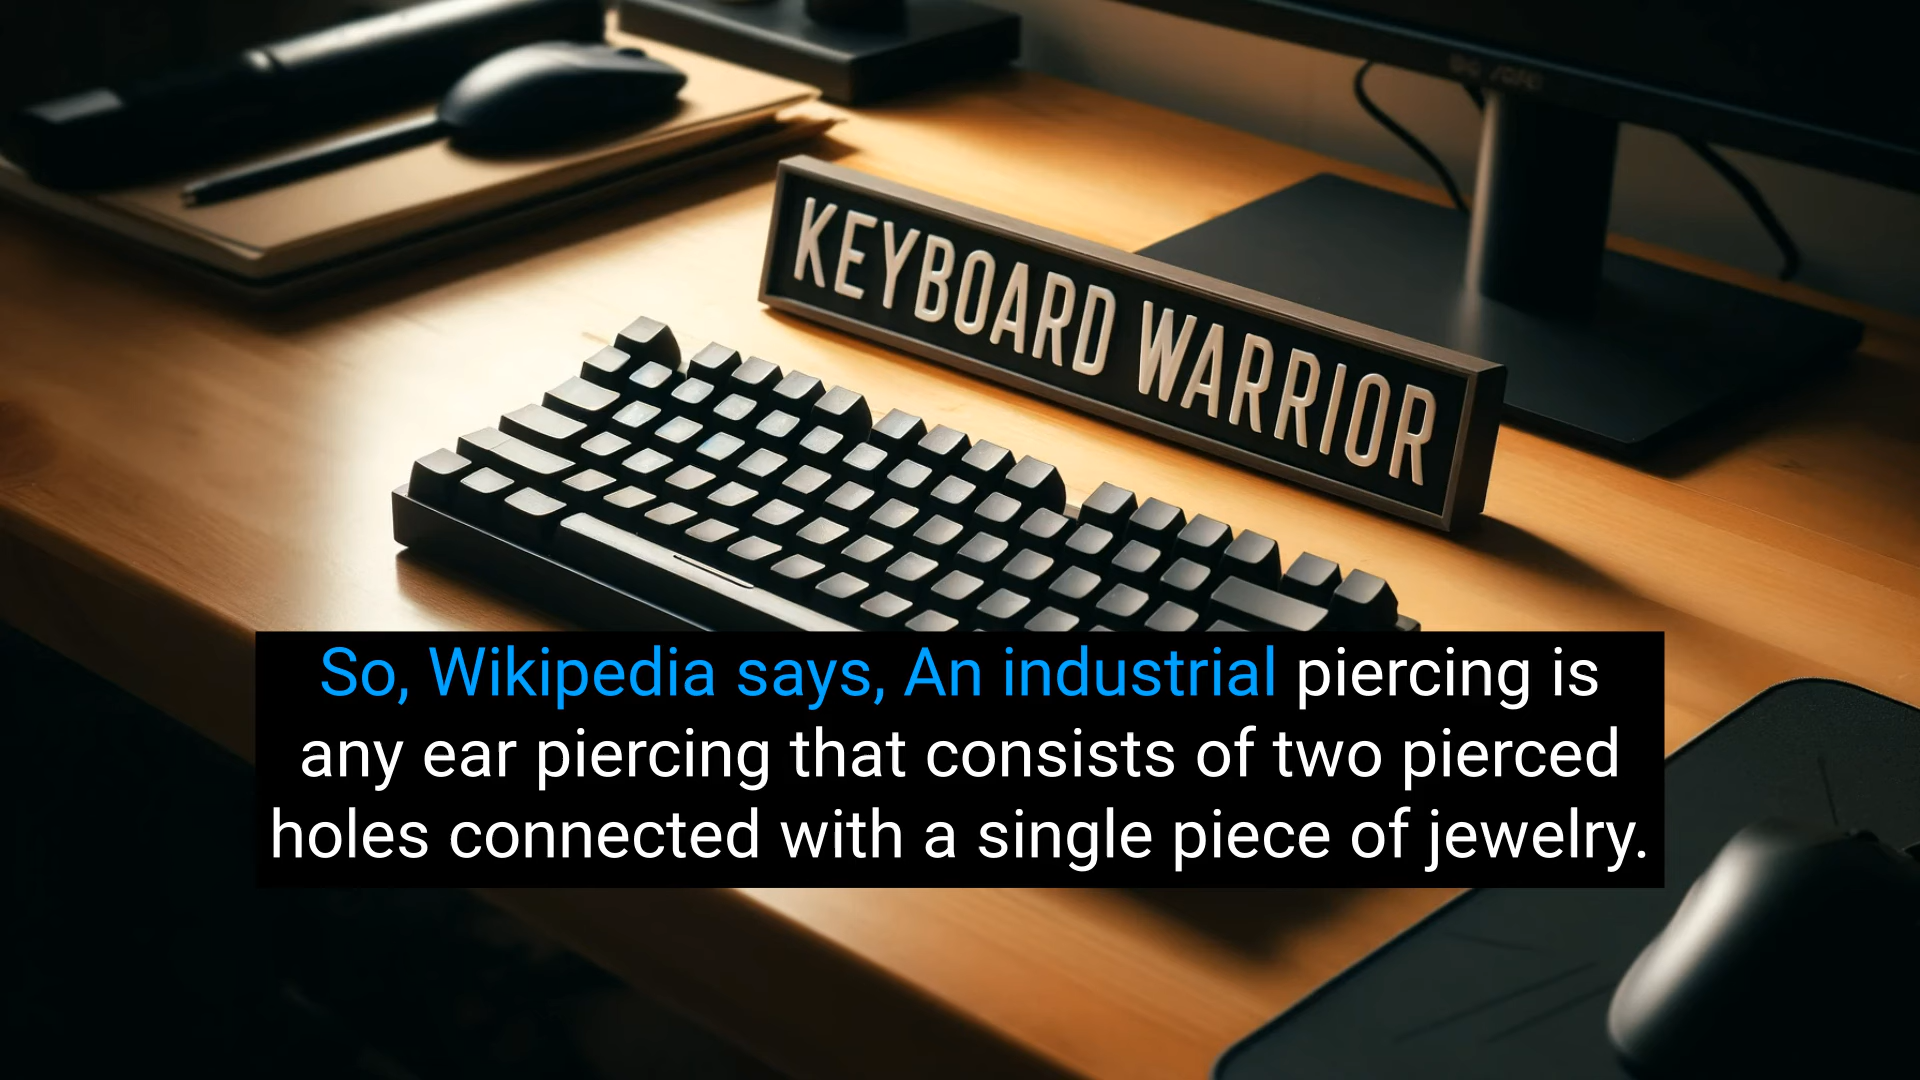 KEYBOARD WARRIOR
So, Wikipedia says, An industrial piercing is
any ear piercing that consists of two pierced
holes connected with a single piece of jewelry.